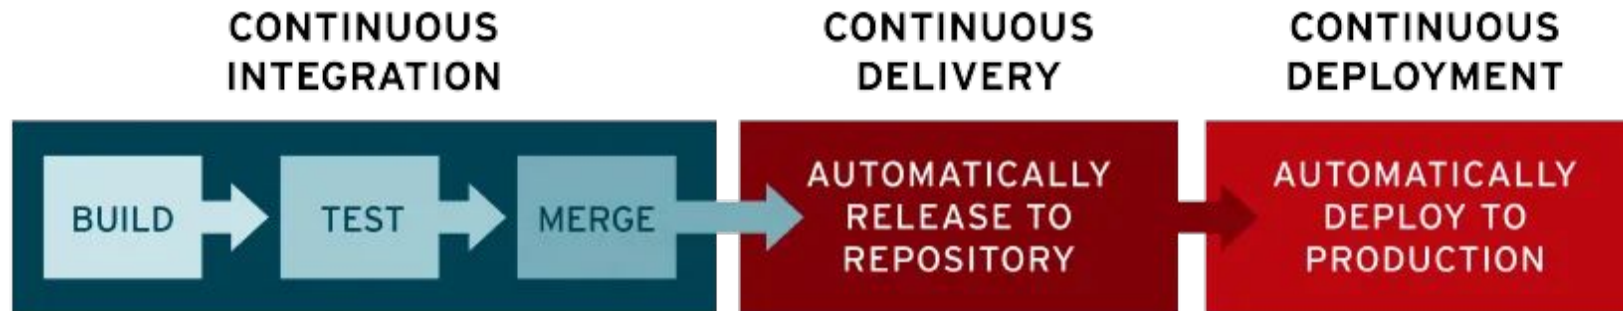 CONTINUOUS
INTEGRATION
CONTINUOUS
DELIVERY
CONTINUOUS
DEPLOYMENT
BUILD
TEST
MERGE
AUTOMATICALLY
RELEASE TO
REPOSITORY
AUTOMATICALLY
DEPLOY TO
PRODUCTION